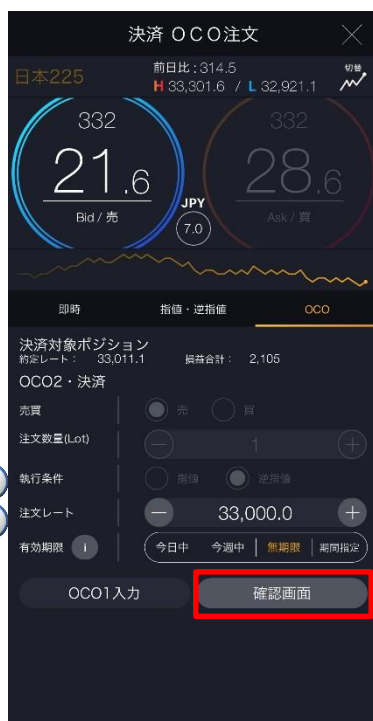 決済 OCO注文
日本225
前日比：314.5
H 33,301.6 / L 32,921.1
切替
332
21.6
Bid / 売
JPY
7.0
332
28.6
Ask / 買
即時 指値・逆指値 OCO
決済対象ポジション
約定レート： 33,011.1 損益合計： 2,105
OCO2・決済
売買 売 買
注文数量(Lot) 1
執行条件 指値 逆指値
注文レート 33,000.0
有効期限 i 今日中 今週中 無期限 期間指定
OCO1入力 確認画面